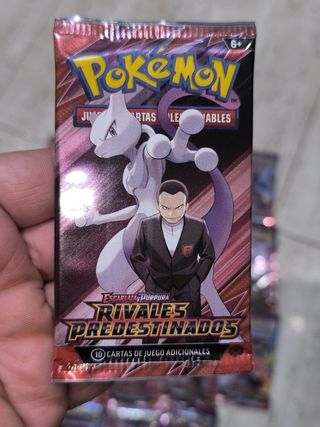 6+
POKÉMON
JUEGO DE CARTAS COLECCIONABLES
ESCARLATA Y PÚRPURA
RIVALES
PREDESTINADOS
10 CARTAS DE JUEGO ADICIONALES